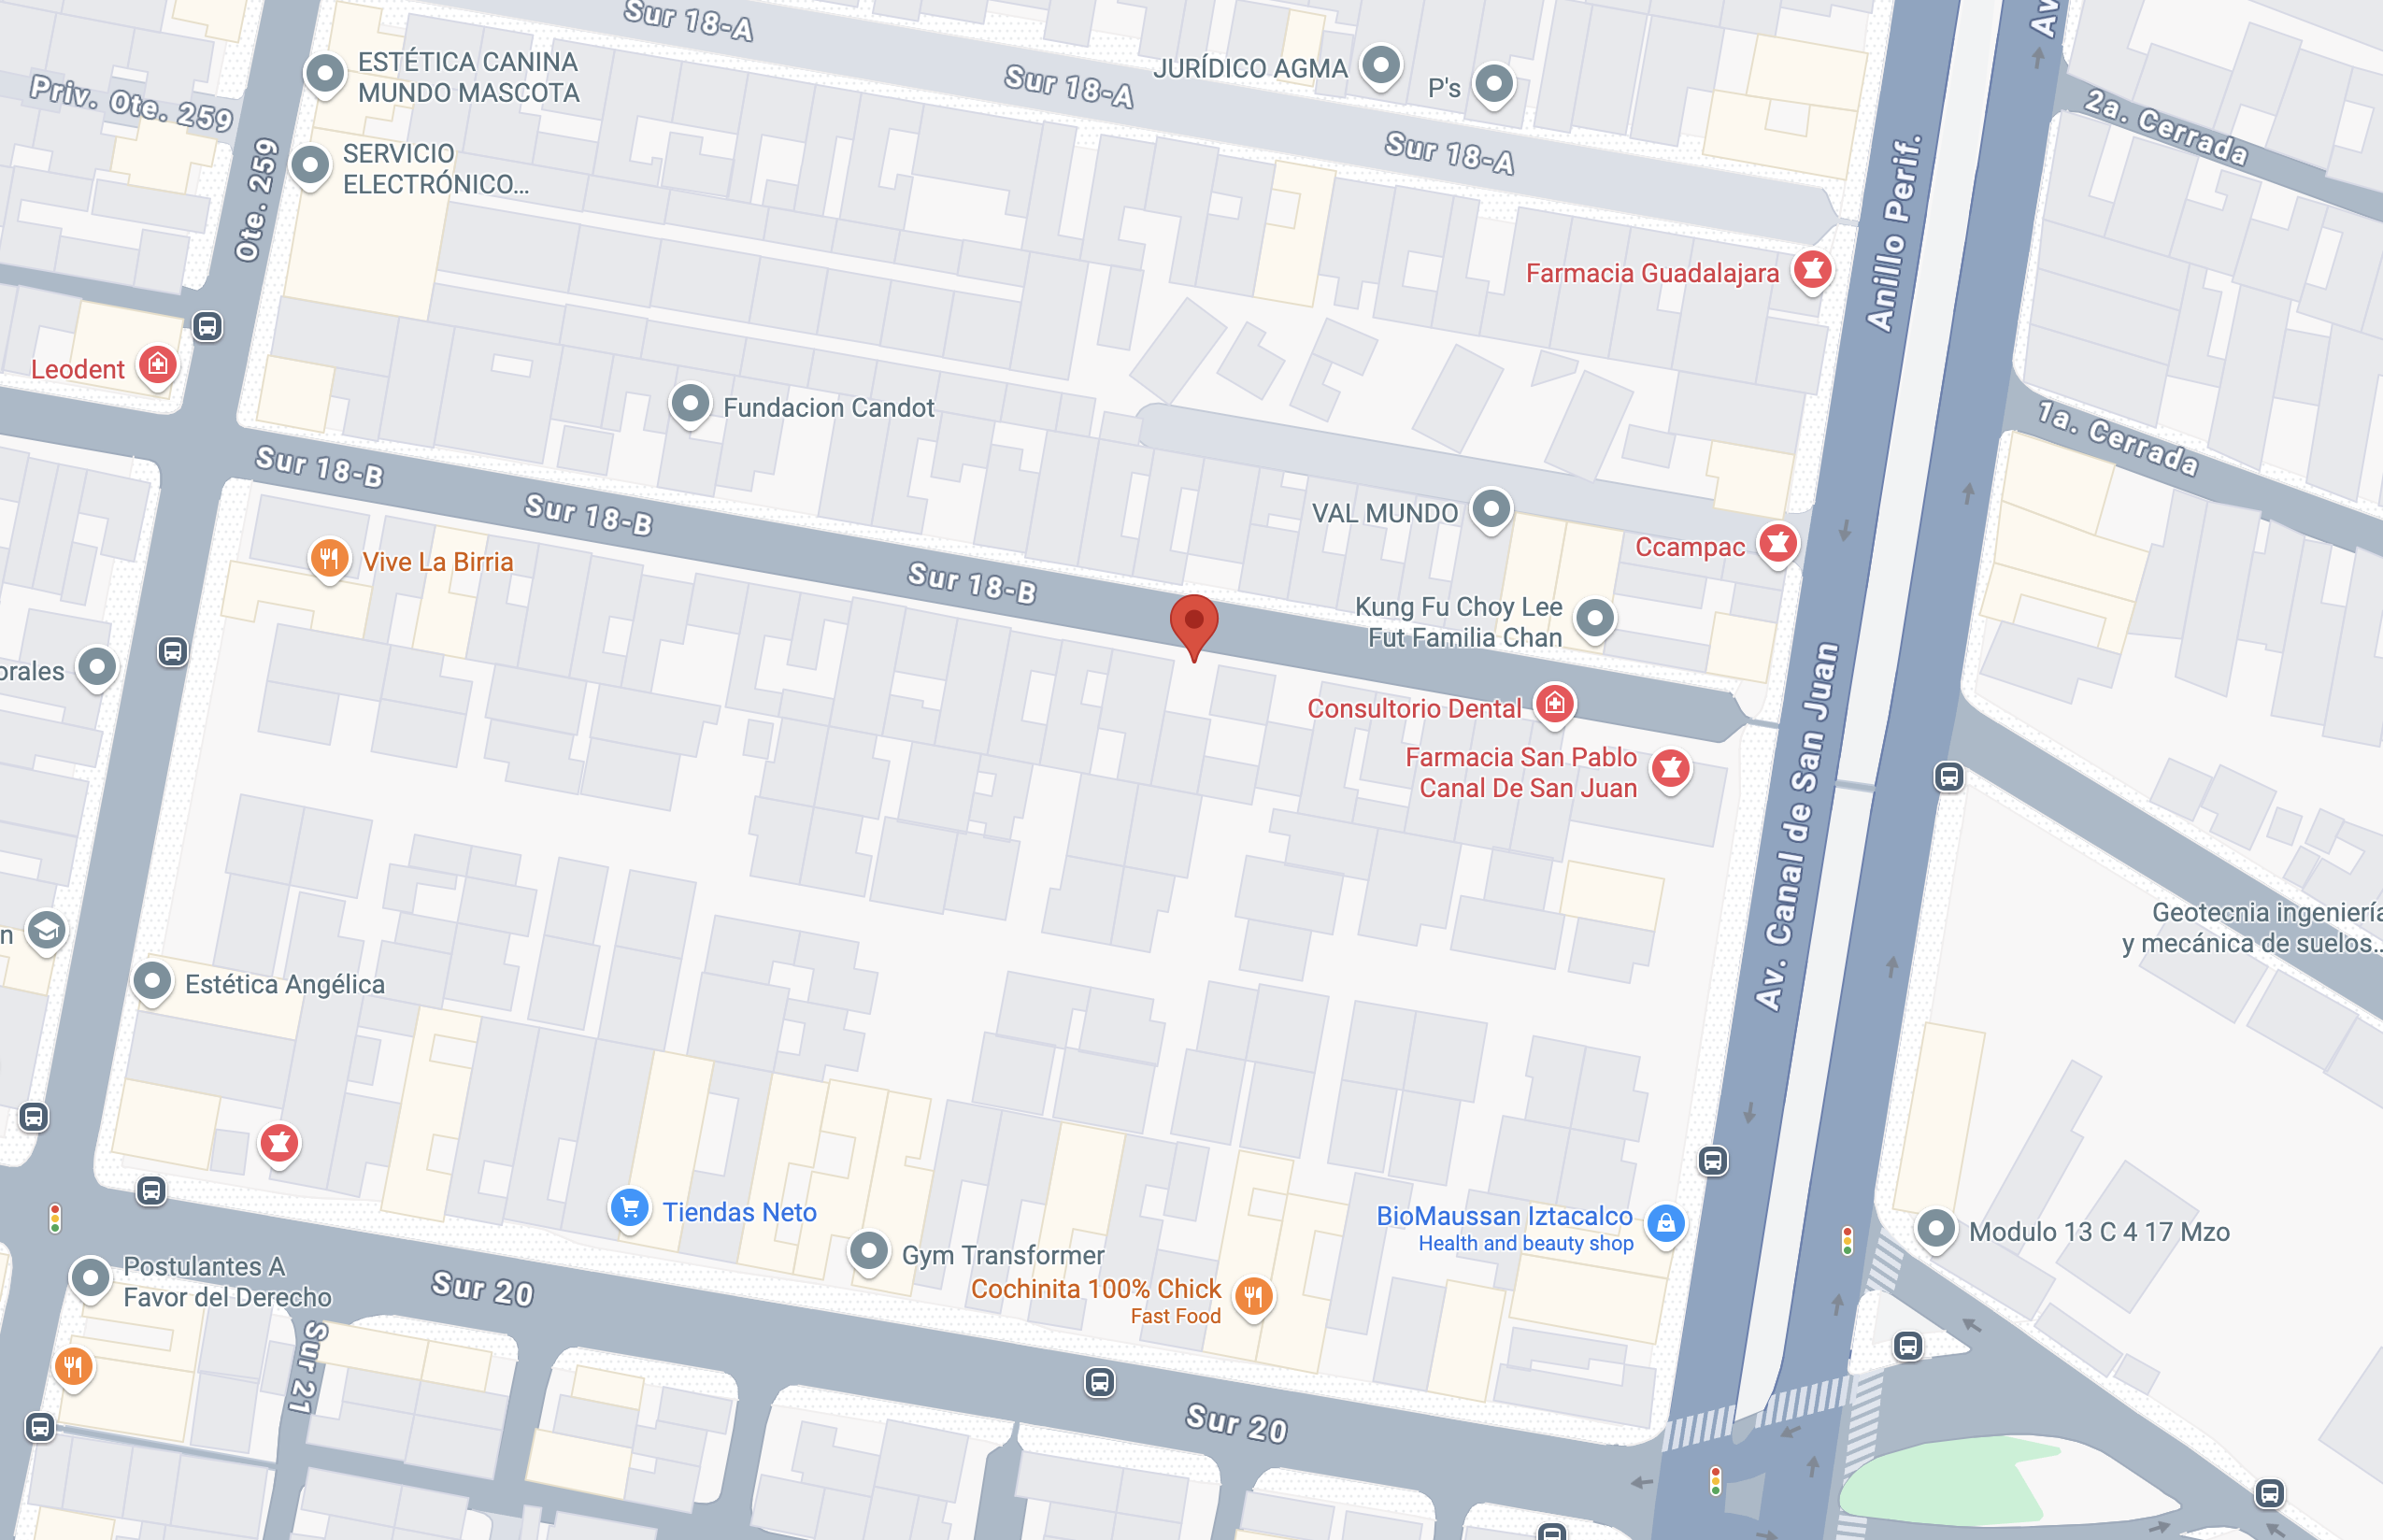 Sur 18-A
ESTÉTICA CANINA
MUNDO MASCOTA
Priv. Ote. 259
Sur 18-A
JURÍDICO AGMA
P's
Av
2a. Cerrada
SERVICIO
ELECTRÓNICO...
Ote. 259
Sur 18-A
Anillo Perif.
Farmacia Guadalajara
Leodent
Fundacion Candot
1a. Cerrada
Sur 18-B
Sur 18-B
VAL MUNDO
Ccampac
Vive La Birria
Sur 18-B
Kung Fu Choy Lee
Fut Familia Chan
orales
Consultorio Dental
Av. Canal de San Juan
Farmacia San Pablo
Canal De San Juan
Geotecnia ingeniería
y mecánica de suelos...
n
Estética Angélica
Tiendas Neto
BioMaussan Iztacalco
Health and beauty shop
Modulo 13 C 4 17 Mzo
Gym Transformer
Postulantes A
Favor del Derecho
Sur 20
Cochinita 100% Chick
Fast Food
Sur 21
Sur 20